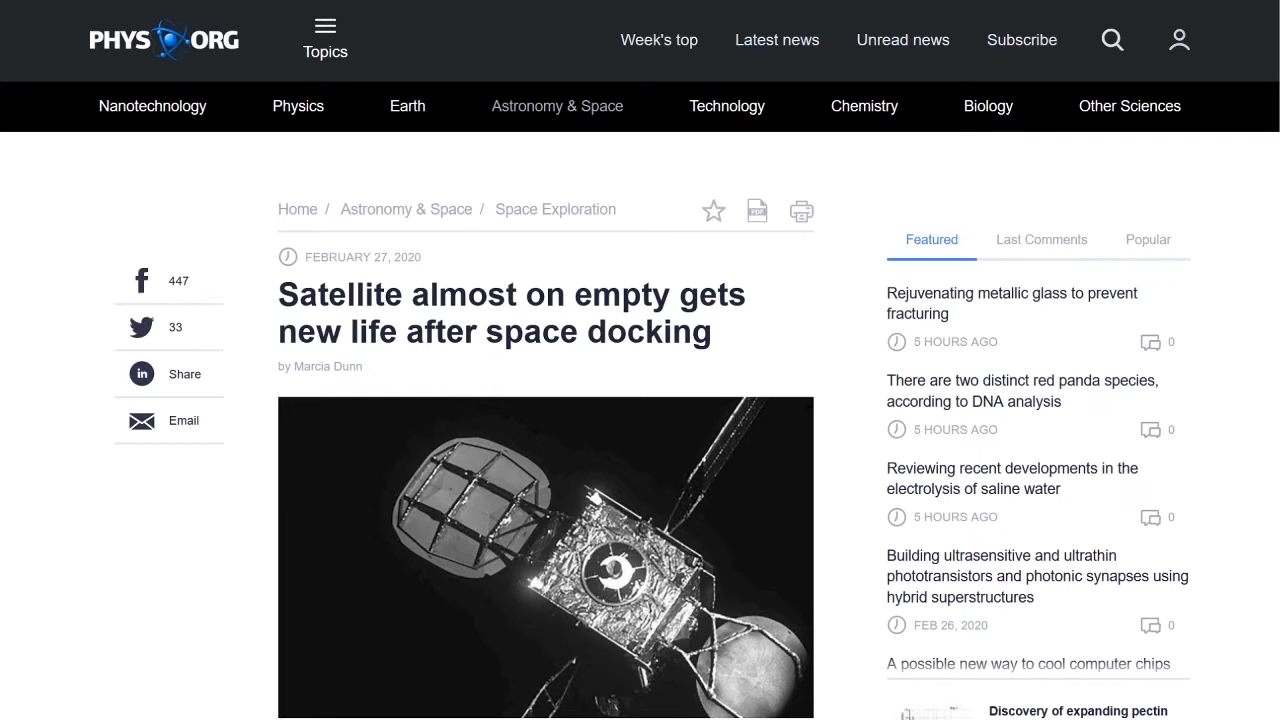 PHYS ORG
Topics
Week's top
Latest news
Unread news
Subscribe
Nanotechnology
Physics
Earth
Astronomy & Space
Technology
Chemistry
Biology
Other Sciences
Home / Astronomy & Space / Space Exploration
PDF
FEBRUARY 27, 2020
Satellite almost on empty gets
new life after space docking
by Marcia Dunn
447
33
in Share
Email
Featured
Last Comments
Popular
Rejuvenating metallic glass to prevent
fracturing
5 HOURS AGO 0
There are two distinct red panda species,
according to DNA analysis
5 HOURS AGO 0
Reviewing recent developments in the
electrolysis of saline water
5 HOURS AGO 0
Building ultrasensitive and ultrathin
phototransistors and photonic synapses using
hybrid superstructures
FEB 26, 2020 0
A possible new way to cool computer chips
Discovery of expanding pectin